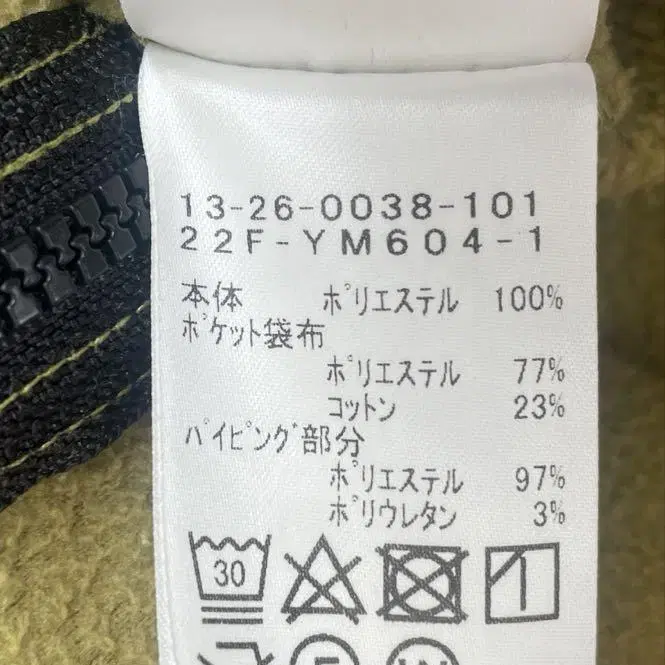 13-26-0038-101
22F-YM604-1
本体 ポリエステル 100%
ポケット袋布
ポリエステル 77%
コットン 23%
パイピング部分
ポリエステル 97%
ポリウレタン 3%
30